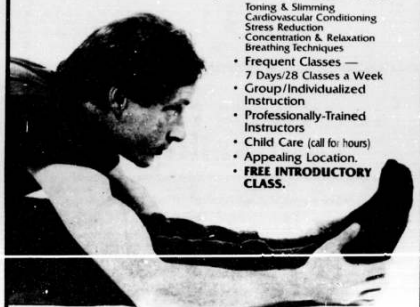 Toning & Slimming
Cardiovascular Conditioning
Stress Reduction
Concentration & Relaxation
Breathing Techniques
• Frequent Classes —
7 Days/28 Classes a Week
• Group/Individualized
Instruction
• Professionally-Trained
Instructors
• Child Care (call for hours)
• Appealing Location.
• FREE INTRODUCTORY
CLASS.